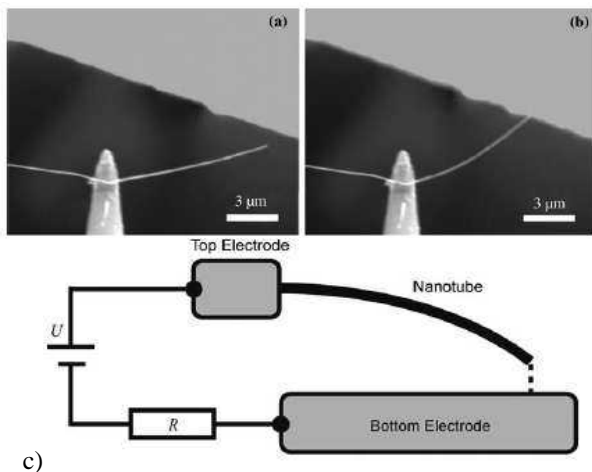 (a)
(b)
3 μm
3 μm
Top Electrode
Nanotube
U
R
Bottom Electrode
c)